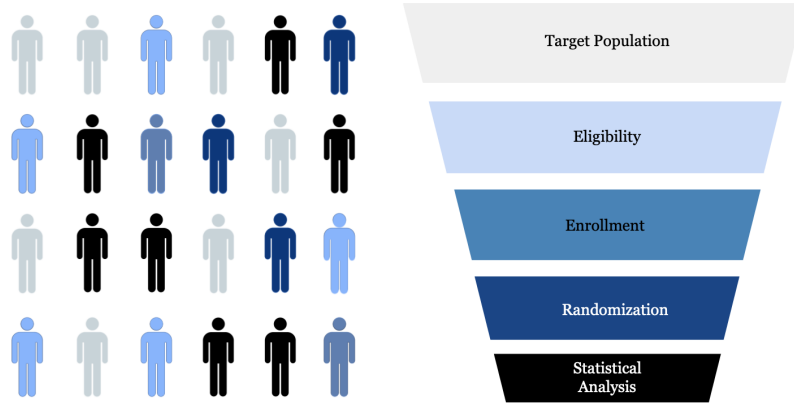 Target Population
Eligibility
Enrollment
Randomization
Statistical
Analysis